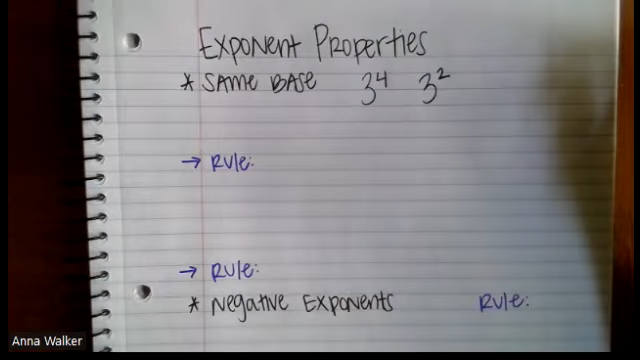 Exponent Properties
* SAME BASE 3⁴ 3²
→ Rule:
→ Rule:
* Negative Exponents Rule:
Anna Walker